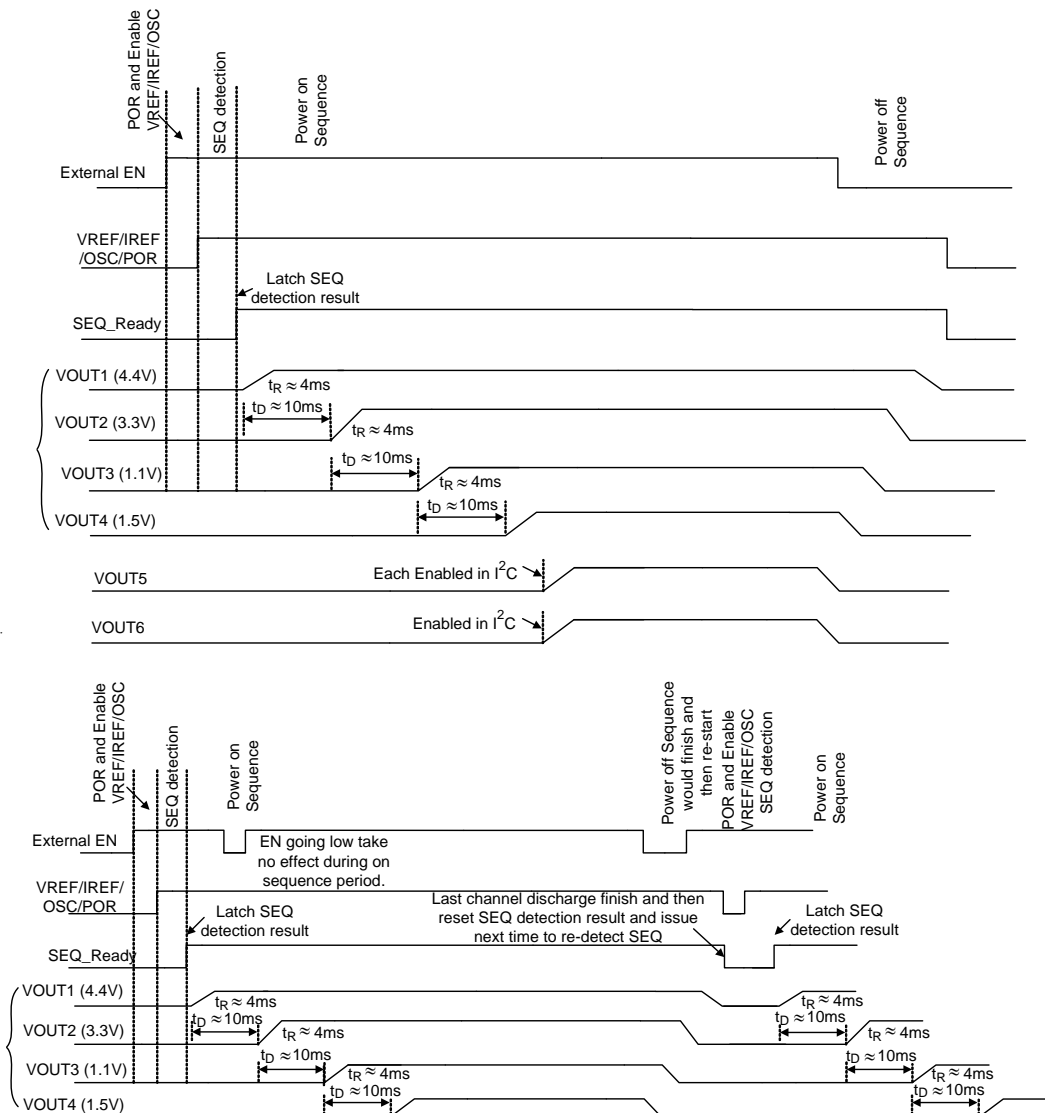 POR and Enable
VREF/IREF/OSC
SEQ detection
Power on
Sequence
Power off
Sequence
External EN
VREF/IREF
/OSC/POR
Latch SEQ
detection result
SEQ_Ready
VOUT1 (4.4V)
tR ≈ 4ms
tD ≈ 10ms
VOUT2 (3.3V)
tR ≈ 4ms
tD ≈ 10ms
VOUT3 (1.1V)
tR ≈ 4ms
tD ≈ 10ms
VOUT4 (1.5V)
VOUT5
Each Enabled in I²C
VOUT6
Enabled in I²C
POR and Enable
VREF/IREF/OSC
SEQ detection
Power on
Sequence
Power off Sequence
would finish and
then re-start
POR and Enable
VREF/IREF/OSC
SEQ detection
Power on
Sequence
External EN
EN going low take
no effect during on
sequence period.
VREF/IREF/
OSC/POR
Latch SEQ
detection result
Last channel discharge finish and then
reset SEQ detection result and issue
next time to re-detect SEQ
Latch SEQ
detection result
SEQ_Ready
VOUT1 (4.4V)
tR ≈ 4ms
tR ≈ 4ms
tD ≈ 10ms
tD ≈ 10ms
VOUT2 (3.3V)
tR ≈ 4ms
tR ≈ 4ms
tD ≈ 10ms
tD ≈ 10ms
VOUT3 (1.1V)
tR ≈ 4ms
tR ≈ 4ms
tD ≈ 10ms
tD ≈ 10ms
VOUT4 (1.5V)